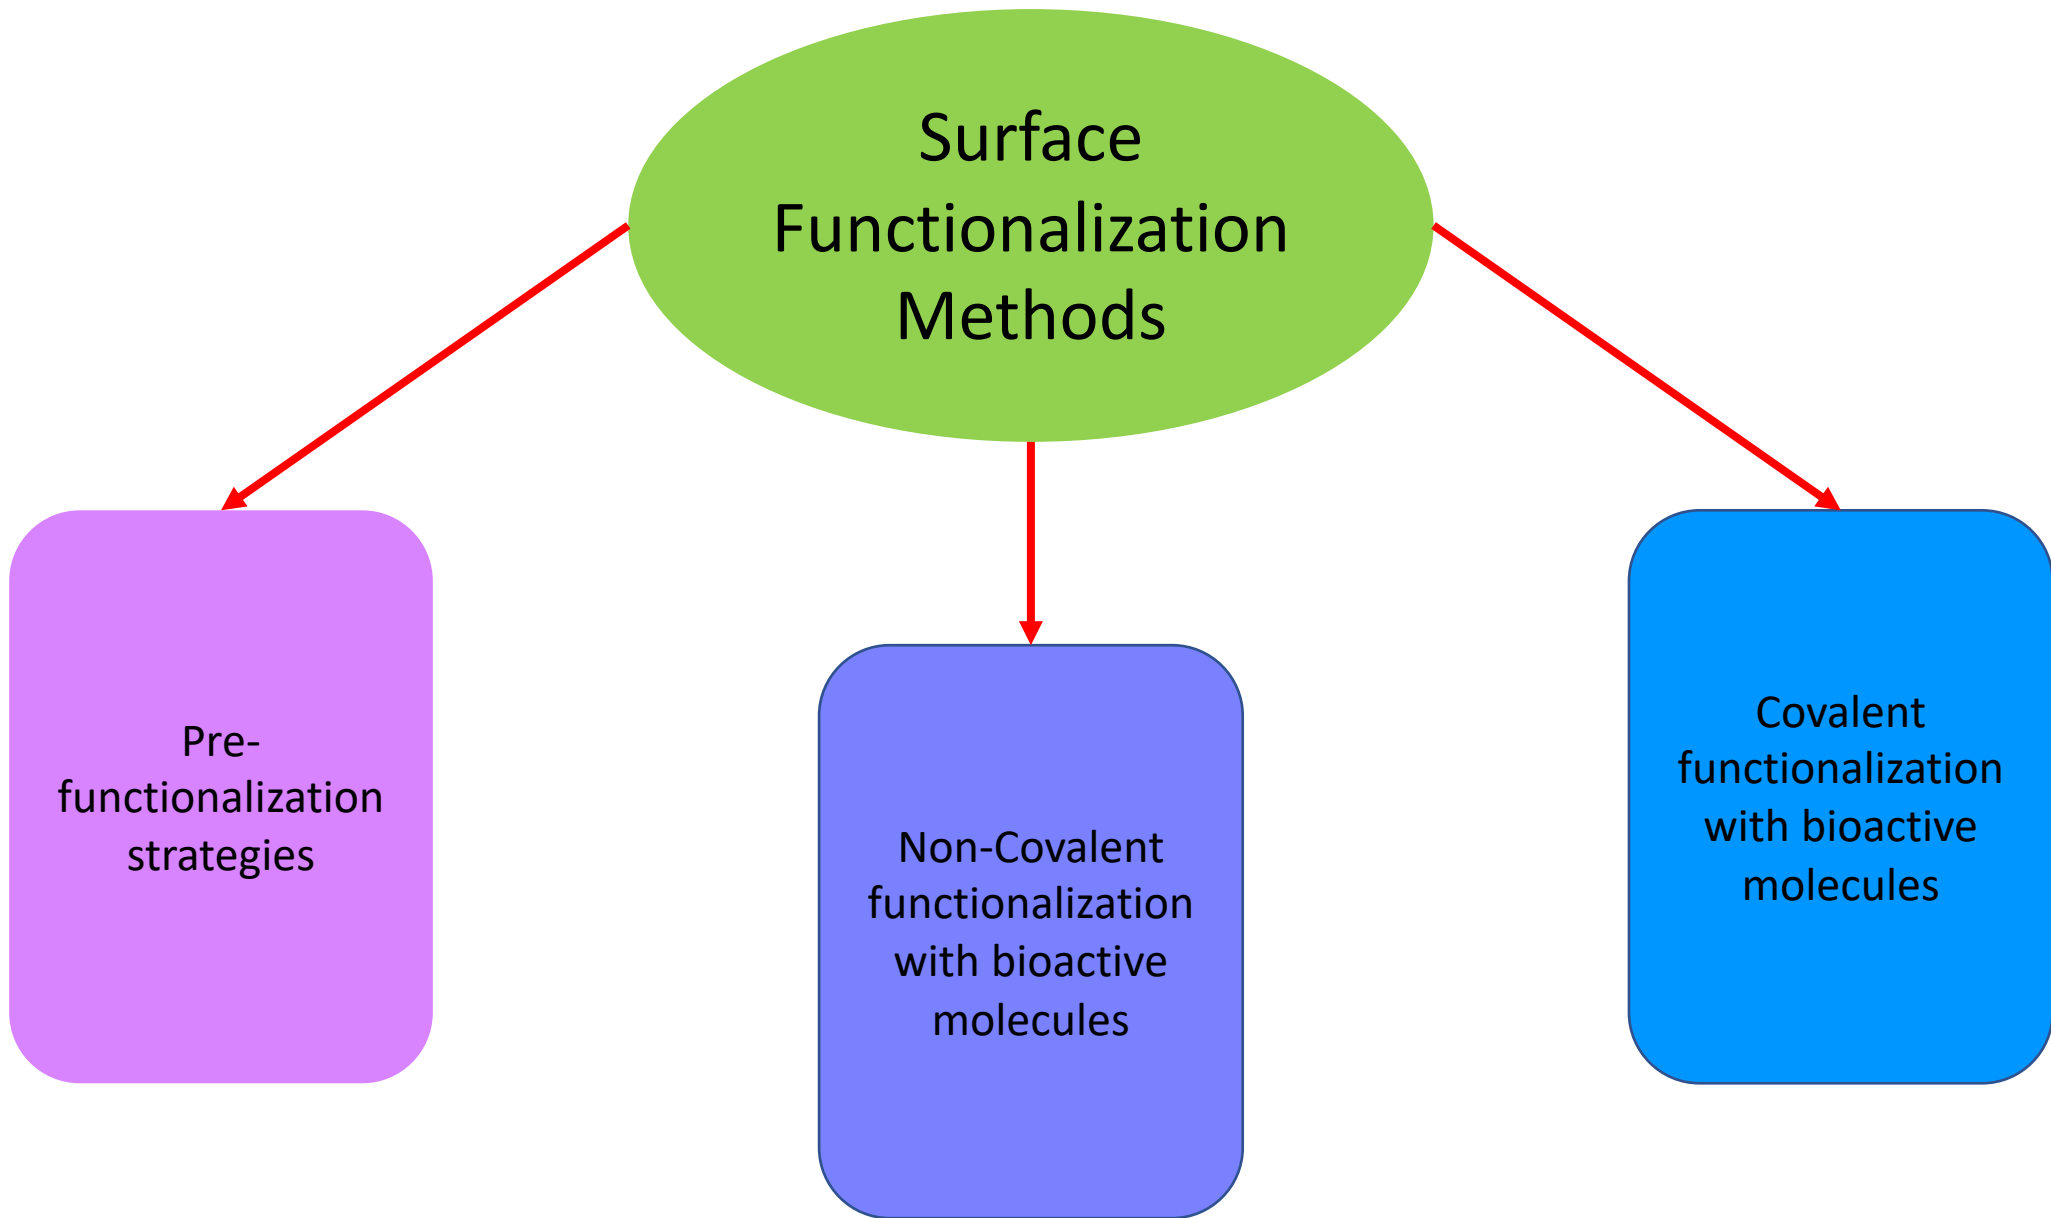 Surface
Functionalization
Methods
Pre-
functionalization
strategies
Non-Covalent
functionalization
with bioactive
molecules
Covalent
functionalization
with bioactive
molecules